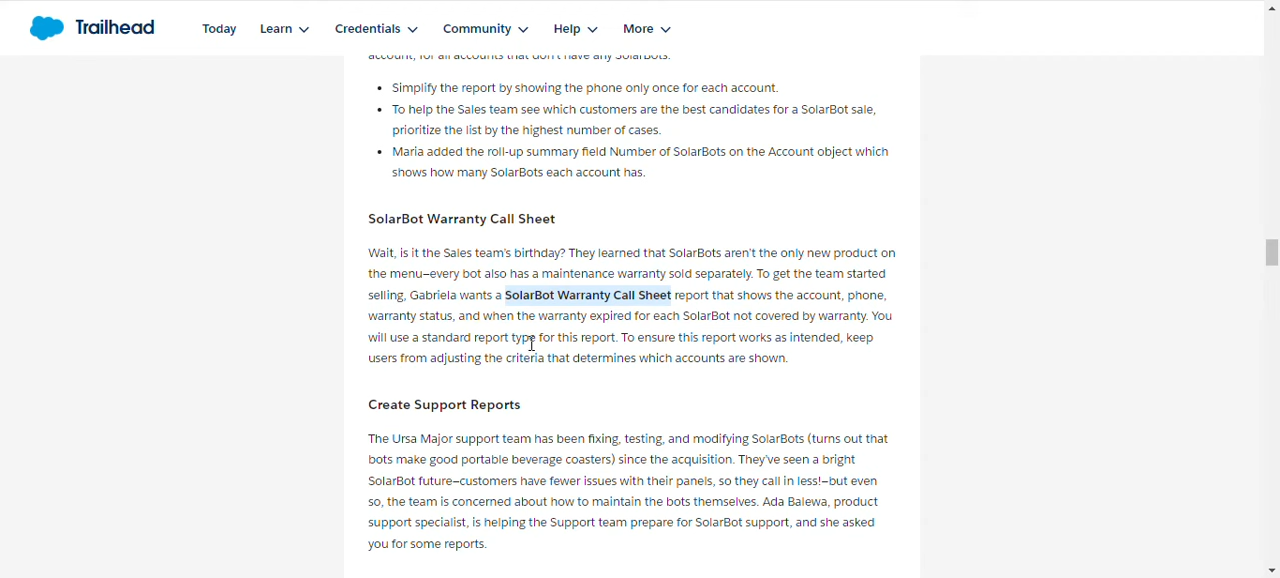 Trailhead Today Learn Credentials Community Help More
account, for all accounts that don't have any SolarBots.
• Simplify the report by showing the phone only once for each account.
• To help the Sales team see which customers are the best candidates for a SolarBot sale,
prioritize the list by the highest number of cases.
• Maria added the roll-up summary field Number of SolarBots on the Account object which
shows how many SolarBots each account has.
SolarBot Warranty Call Sheet
Wait, is it the Sales team's birthday? They learned that SolarBots aren't the only new product on
the menu—every bot also has a maintenance warranty sold separately. To get the team started
selling, Gabriela wants a SolarBot Warranty Call Sheet report that shows the account, phone,
warranty status, and when the warranty expired for each SolarBot not covered by warranty. You
will use a standard report type for this report. To ensure this report works as intended, keep
users from adjusting the criteria that determines which accounts are shown.
Create Support Reports
The Ursa Major support team has been fixing, testing, and modifying SolarBots (turns out that
bots make good portable beverage coasters) since the acquisition. They've seen a bright
SolarBot future—customers have fewer issues with their panels, so they call in less!—but even
so, the team is concerned about how to maintain the bots themselves. Ada Balewa, product
support specialist, is helping the Support team prepare for SolarBot support, and she asked
you for some reports.